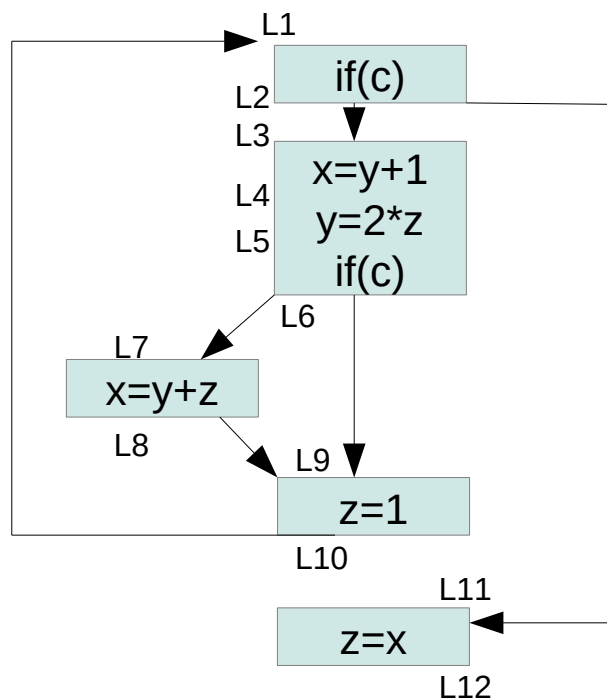 L1
if(c)
L2
L3
x=y+1
L4
y=2*z
L5
if(c)
L6
L7
x=y+z
L8
L9
z=1
L10
L11
z=x
L12